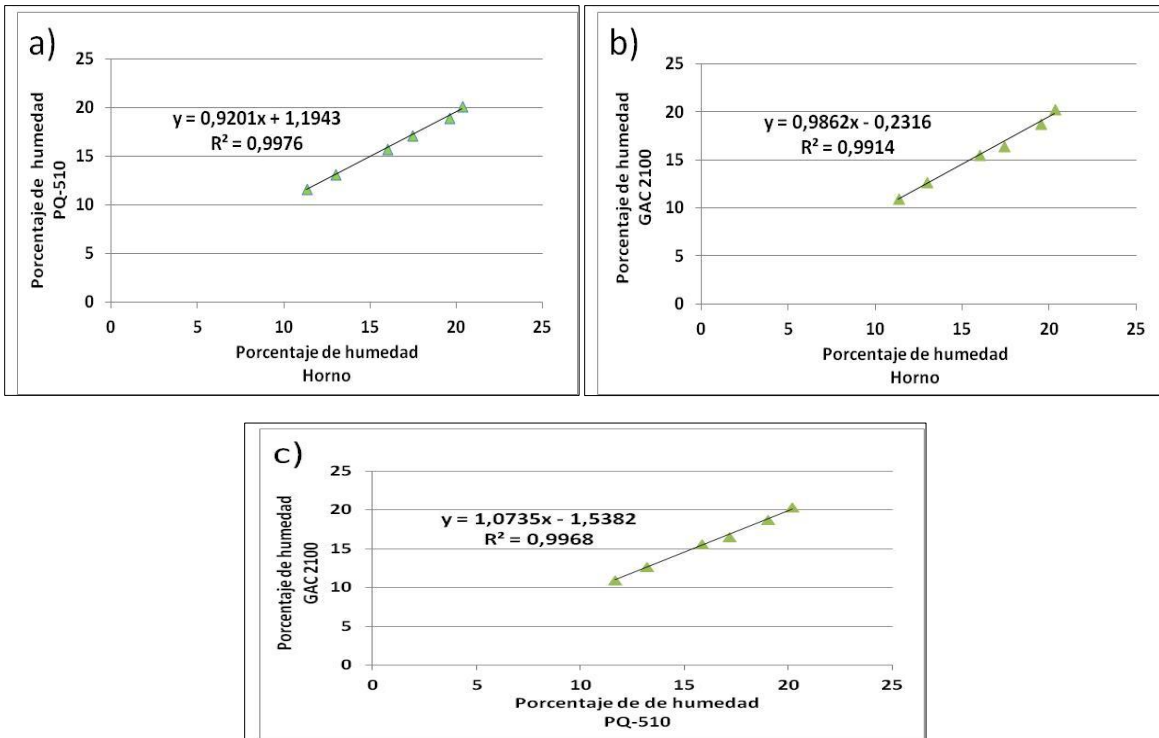 a)
25
20
15
10
5
0
y = 0,9201x + 1,1943
R² = 0,9976
0 5 10 15 20 25
Porcentaje de humedad
PQ-510
Porcentaje de humedad
Horno
b)
25
20
15
10
5
0
y = 0,9862x - 0,2316
R² = 0,9914
0 5 10 15 20 25
Porcentaje de humedad
GAC 2100
Porcentaje de humedad
Horno
c)
25
20
15
10
5
0
y = 1,0735x - 1,5382
R² = 0,9968
0 5 10 15 20 25
Porcentaje de humedad
GAC 2100
Porcentaje de de humedad
PQ-510